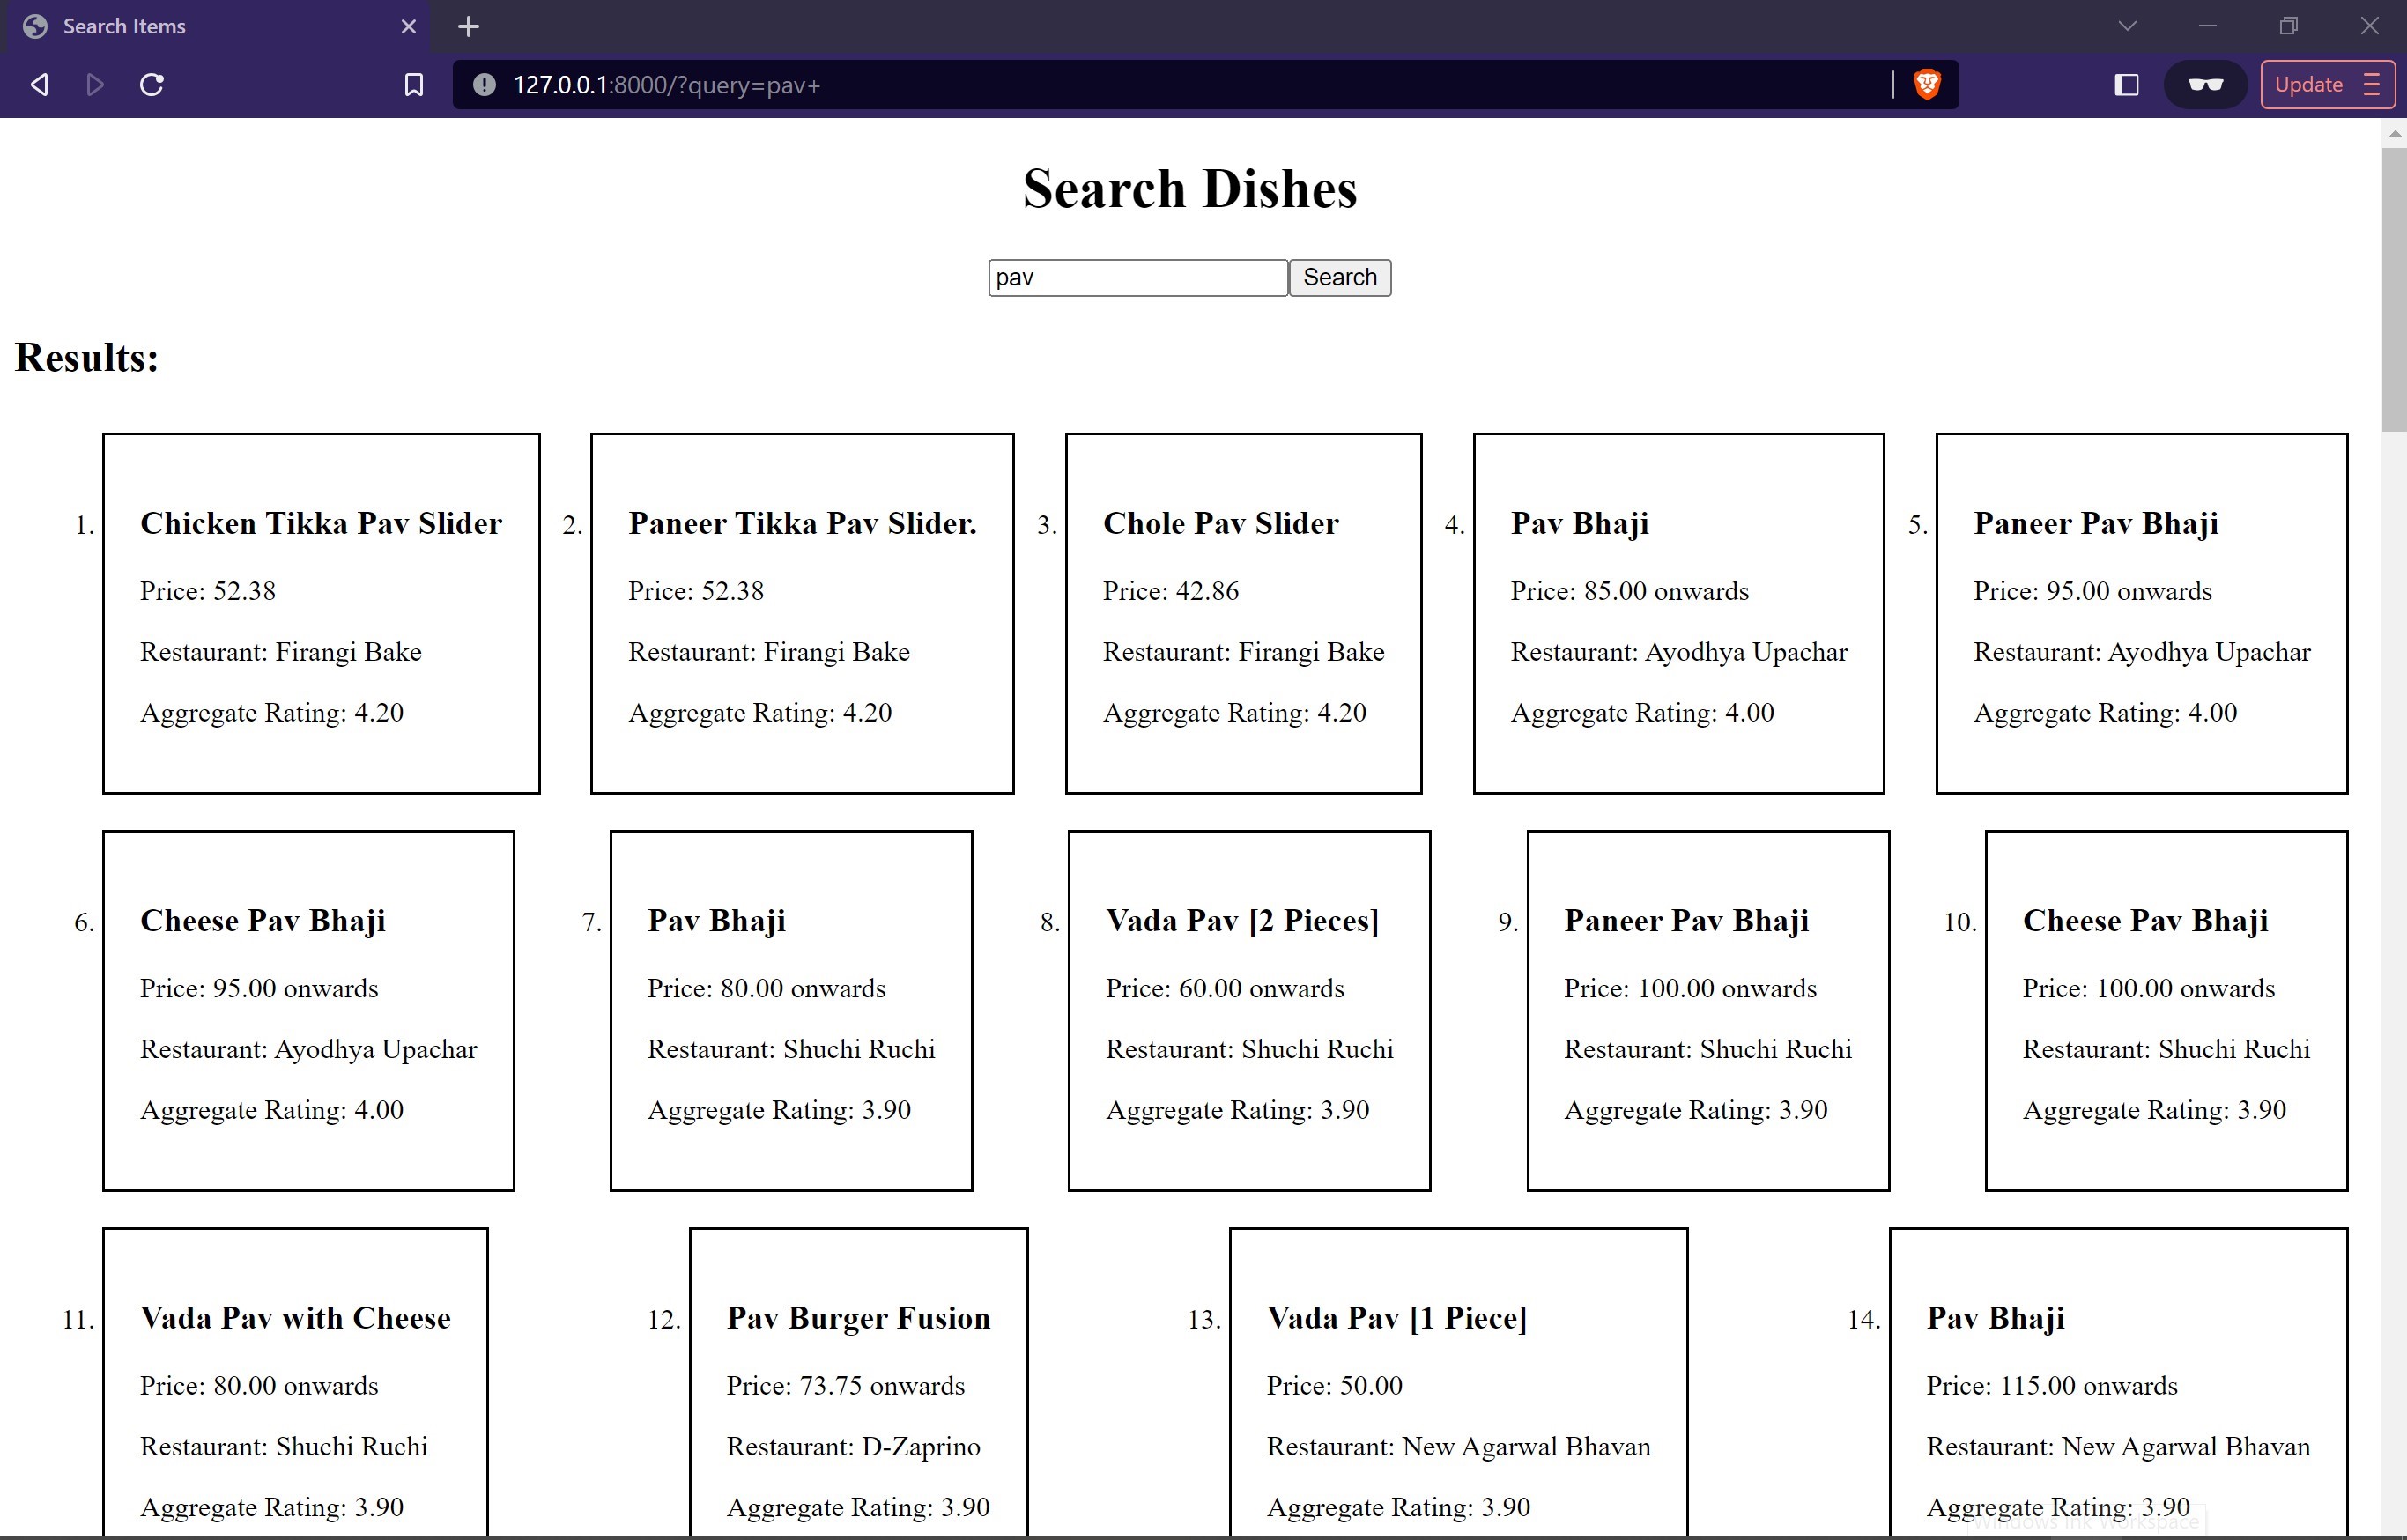 Search Items
127.0.0.1:8000/?query=pav+
Update
Search Dishes
pav Search
Results:
1. Chicken Tikka Pav Slider
Price: 52.38
Restaurant: Firangi Bake
Aggregate Rating: 4.20
2. Paneer Tikka Pav Slider.
Price: 52.38
Restaurant: Firangi Bake
Aggregate Rating: 4.20
3. Chole Pav Slider
Price: 42.86
Restaurant: Firangi Bake
Aggregate Rating: 4.20
4. Pav Bhaji
Price: 85.00 onwards
Restaurant: Ayodhya Upachar
Aggregate Rating: 4.00
5. Paneer Pav Bhaji
Price: 95.00 onwards
Restaurant: Ayodhya Upachar
Aggregate Rating: 4.00
6. Cheese Pav Bhaji
Price: 95.00 onwards
Restaurant: Ayodhya Upachar
Aggregate Rating: 4.00
7. Pav Bhaji
Price: 80.00 onwards
Restaurant: Shuchi Ruchi
Aggregate Rating: 3.90
8. Vada Pav [2 Pieces]
Price: 60.00 onwards
Restaurant: Shuchi Ruchi
Aggregate Rating: 3.90
9. Paneer Pav Bhaji
Price: 100.00 onwards
Restaurant: Shuchi Ruchi
Aggregate Rating: 3.90
10. Cheese Pav Bhaji
Price: 100.00 onwards
Restaurant: Shuchi Ruchi
Aggregate Rating: 3.90
11. Vada Pav with Cheese
Price: 80.00 onwards
Restaurant: Shuchi Ruchi
Aggregate Rating: 3.90
12. Pav Burger Fusion
Price: 73.75 onwards
Restaurant: D-Zaprino
Aggregate Rating: 3.90
13. Vada Pav [1 Piece]
Price: 50.00
Restaurant: New Agarwal Bhavan
Aggregate Rating: 3.90
14. Pav Bhaji
Price: 115.00 onwards
Restaurant: New Agarwal Bhavan
Aggregate Rating: 3.90
Windows Ink Workspace